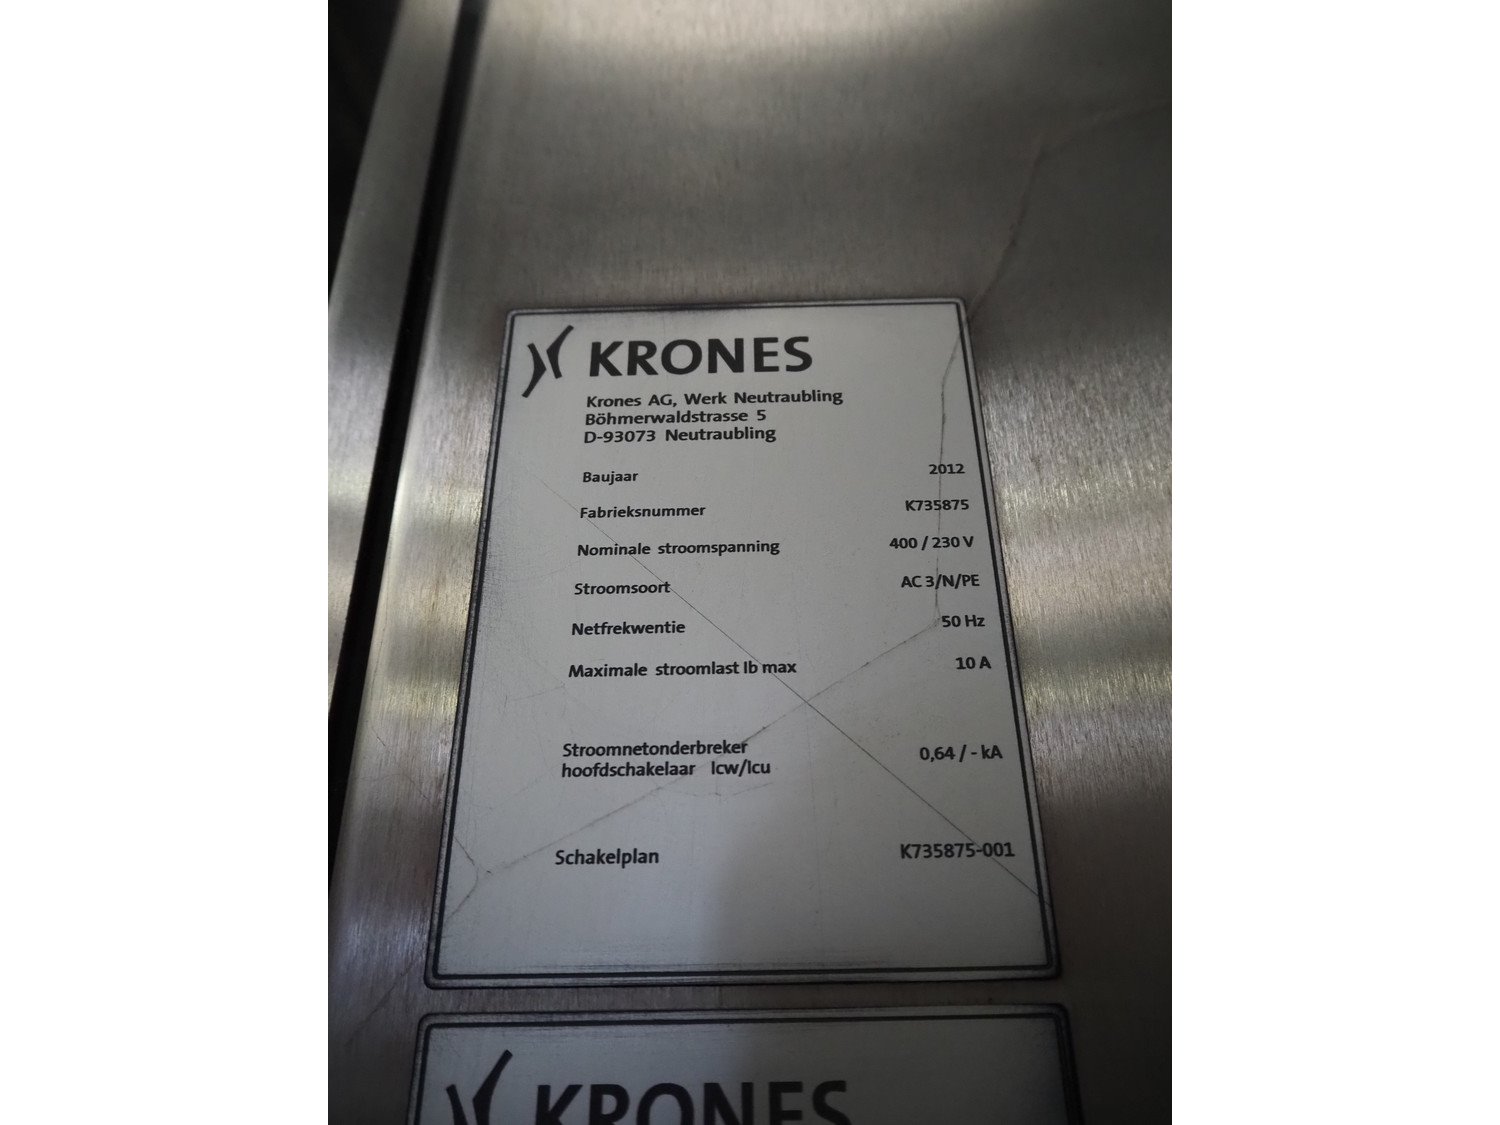 KRONES
Krones AG, Werk Neutraubling
Böhmerwaldstrasse 5
D-93073 Neutraubling
Baujaar 2012
Fabrieksnummer K735875
Nominale stroomspanning 400 / 230 V
Stroomsoort AC 3/N/PE
Netfrekwentie 50 Hz
Maximale stroomlast Ib max 10 A
Stroomnetonderbreker
hoofdschakelaar Icw/Icu 0,64 / - kA
Schakelplan K735875-001
KRONES